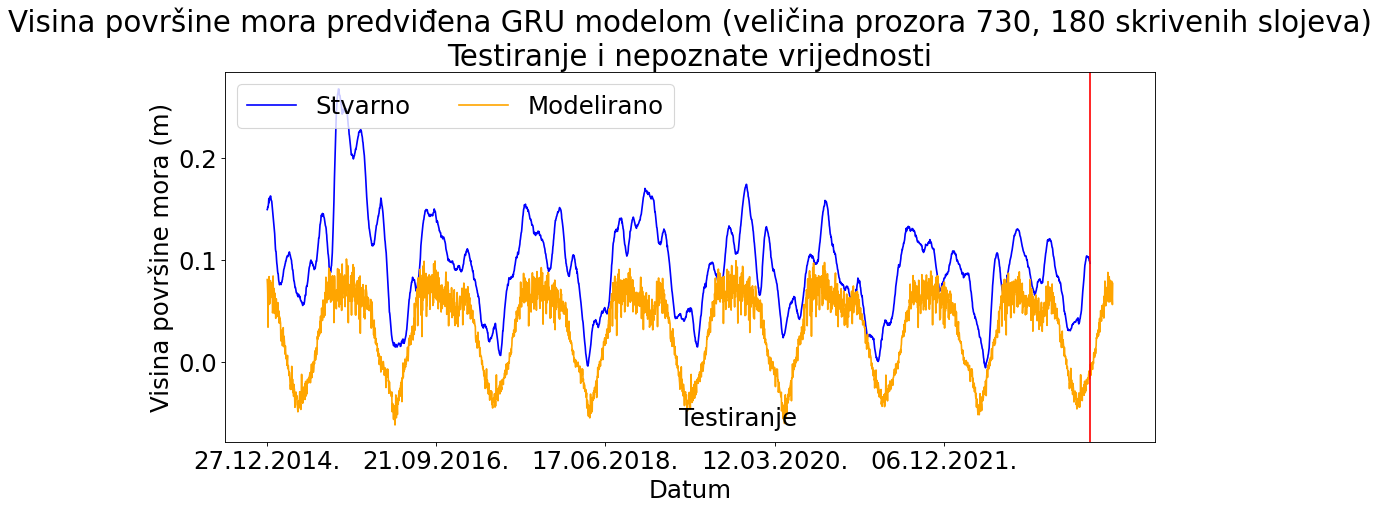 Visina površine mora predviđena GRU modelom (veličina prozora 730, 180 skrivenih slojeva)
Testiranje i nepoznate vrijednosti
Stvarno
Modelirano
Visina površine mora (m)
0.2
0.1
0.0
Testiranje
27.12.2014.
21.09.2016.
17.06.2018.
12.03.2020.
06.12.2021.
Datum